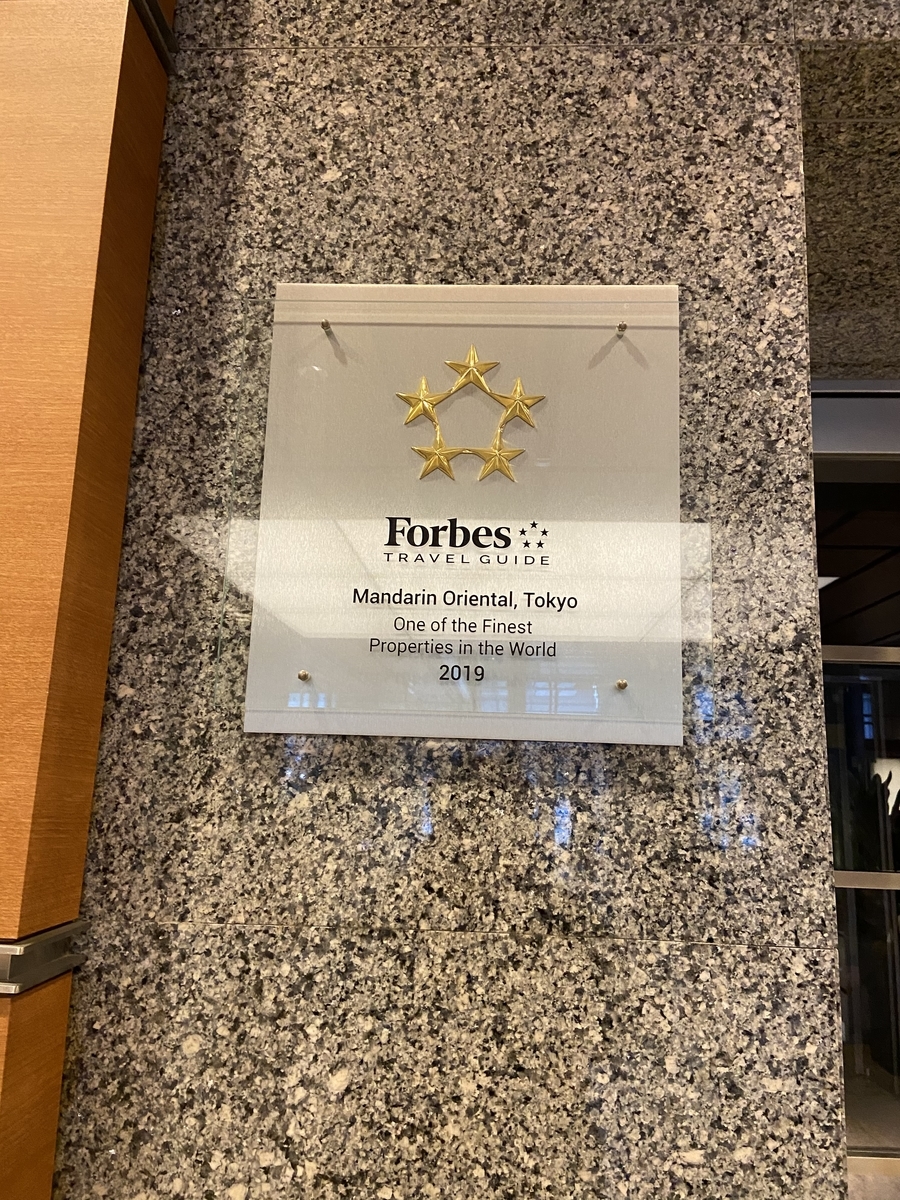 Forbes
TRAVEL GUIDE
Mandarin Oriental, Tokyo
One of the Finest
Properties in the World
2019